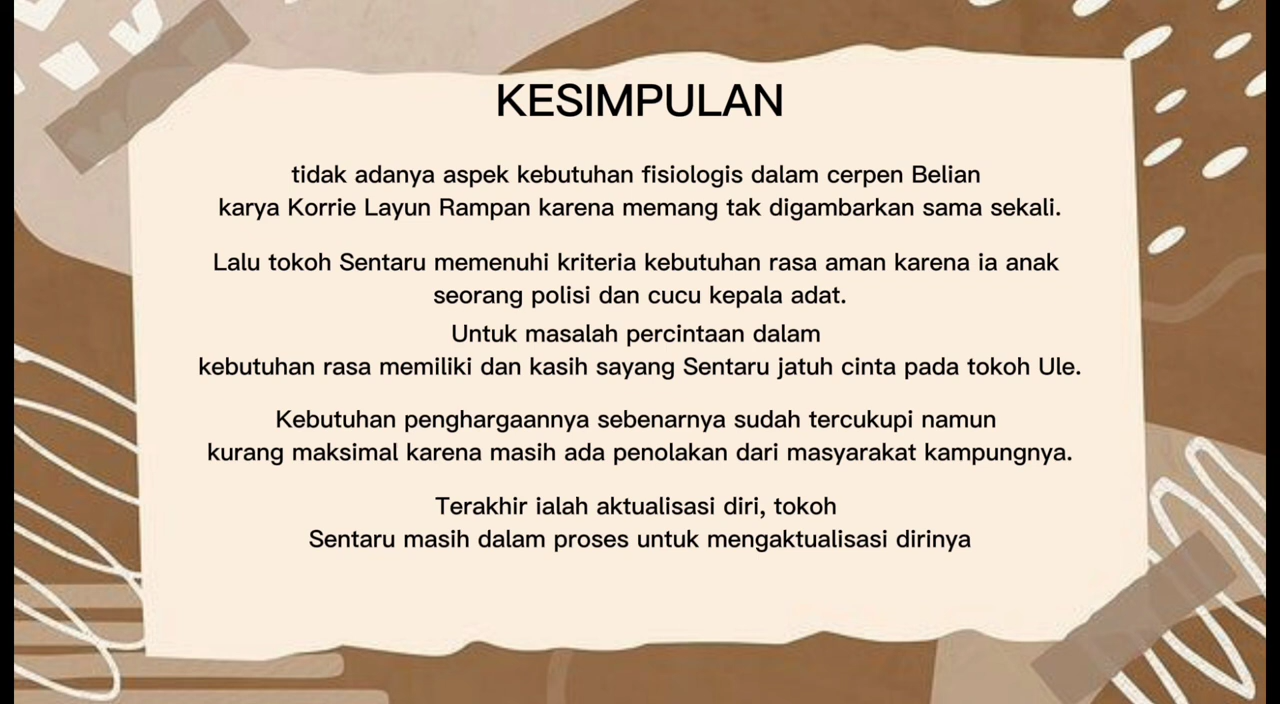 KESIMPULAN
tidak adanya aspek kebutuhan fisiologis dalam cerpen Belian
karya Korrie Layun Rampan karena memang tak digambarkan sama sekali.
Lalu tokoh Sentaru memenuhi kriteria kebutuhan rasa aman karena ia anak
seorang polisi dan cucu kepala adat.
Untuk masalah percintaan dalam
kebutuhan rasa memiliki dan kasih sayang Sentaru jatuh cinta pada tokoh Ule.
Kebutuhan penghargaannya sebenarnya sudah tercukupi namun
kurang maksimal karena masih ada penolakan dari masyarakat kampungnya.
Terakhir ialah aktualisasi diri, tokoh
Sentaru masih dalam proses untuk mengaktualisasi dirinya